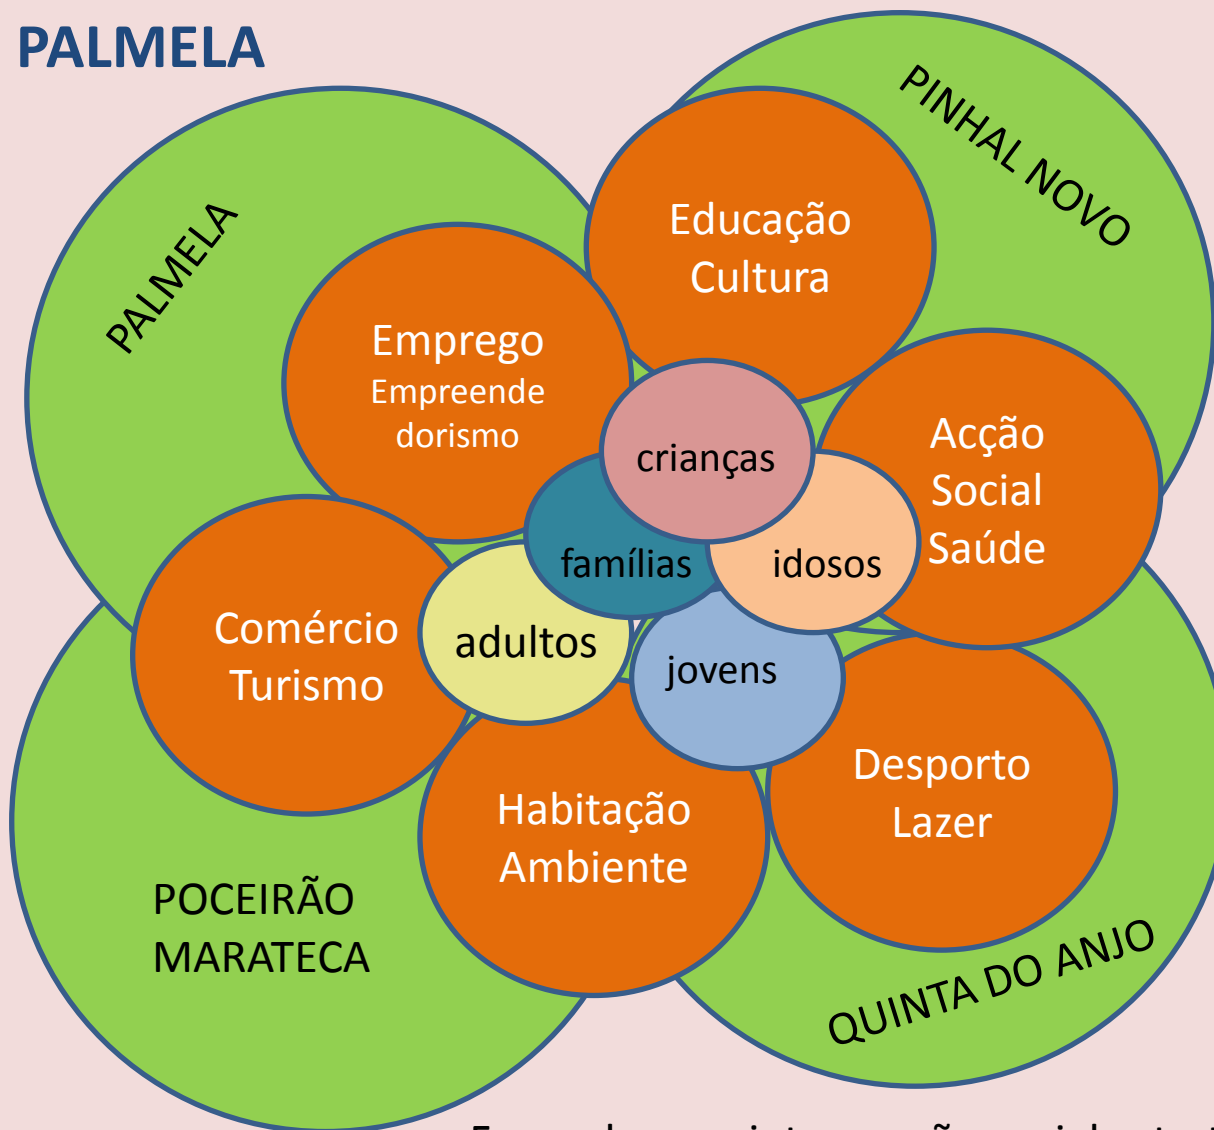 PALMELA
PALMELA
PINHAL NOVO
Educação
Cultura
Emprego
Empreende
dorismo
Acção
Social
Saúde
crianças
famílias
idosos
Comércio
Turismo
adultos
jovens
Desporto
Lazer
Habitação
Ambiente
POCEIRÃO
MARATECA
QUINTA DO ANJO